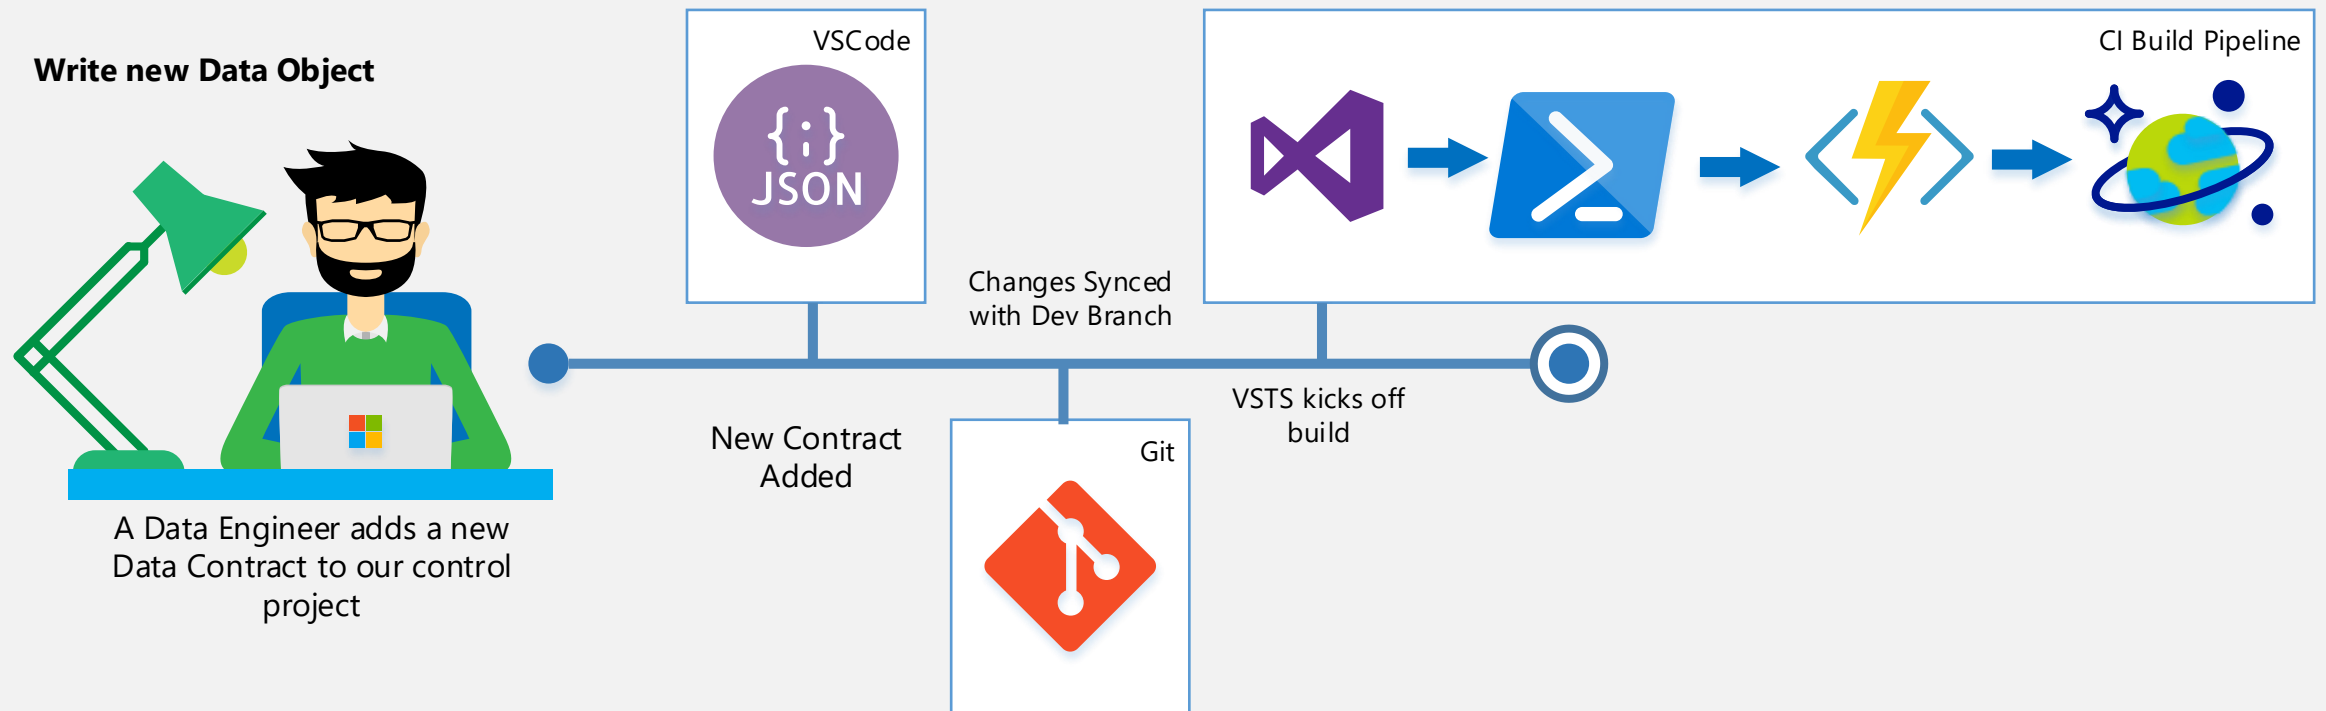 Write new Data Object
A Data Engineer adds a new
Data Contract to our control
project
VSCode
{;}
JSON
New Contract
Added
Changes Synced
with Dev Branch
Git
VSTS kicks off
build
CI Build Pipeline